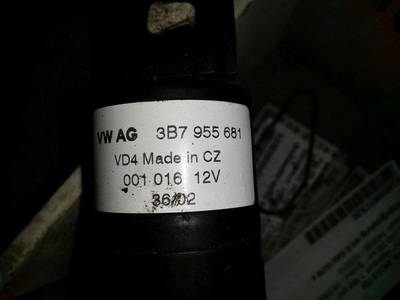 VW AG 3B7 955 681
VD4 Made in CZ
001 016 12V
36/02